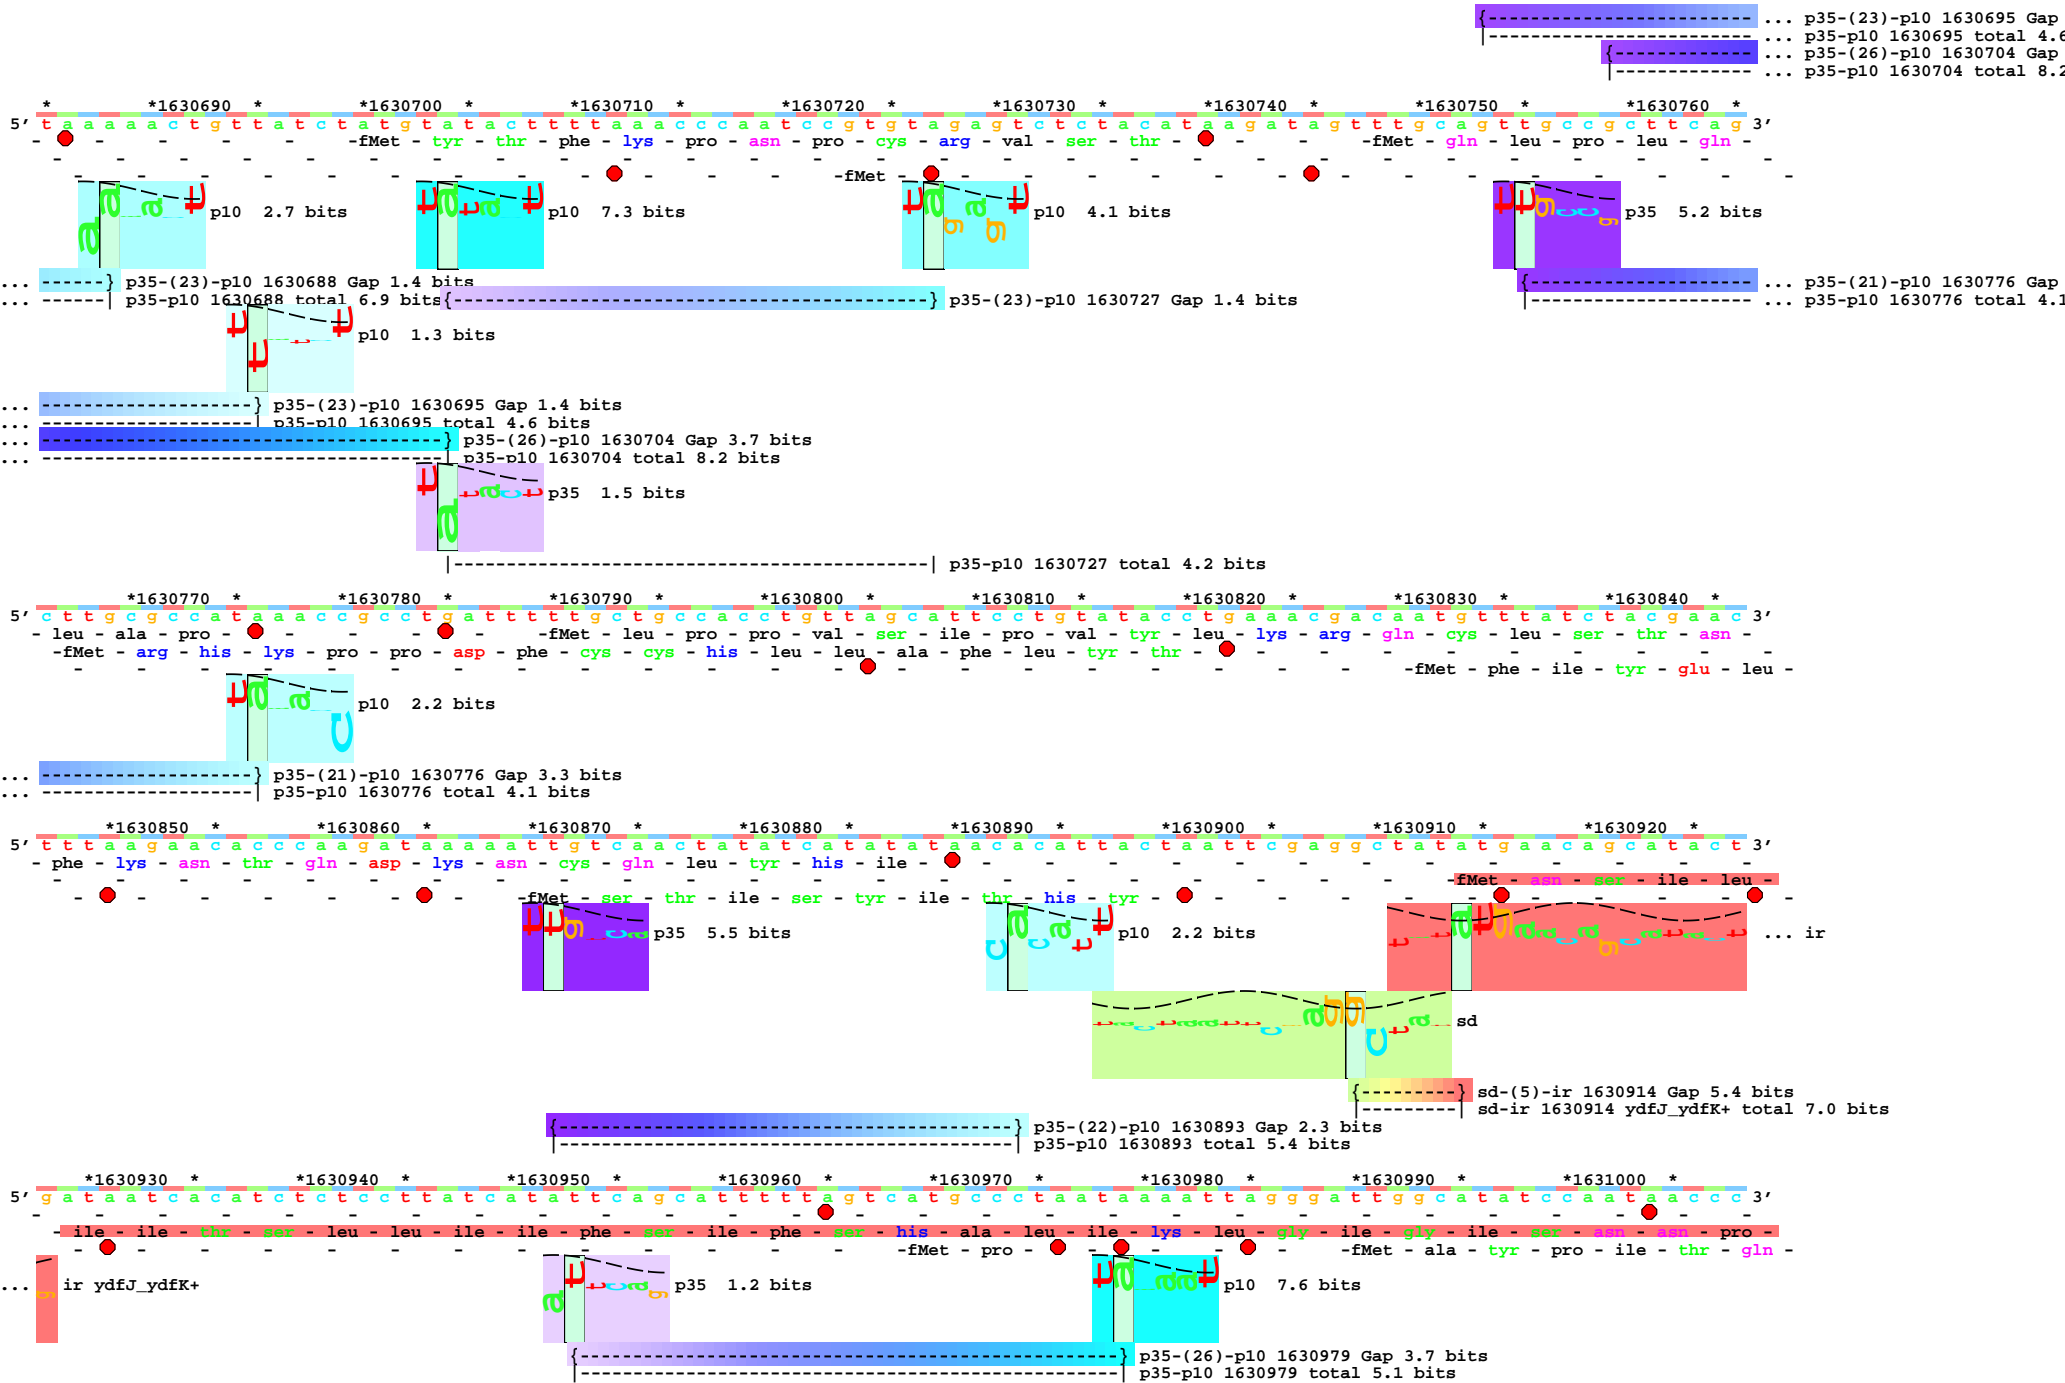 ... p35-(23)-p10 1630695 Gap
... p35-p10 1630695 total 4.6
... p35-(26)-p10 1630704 Gap
... p35-p10 1630704 total 8.2
* *1630690 * *1630700 * *1630710 * *1630720 * *1630730 * *1630740 * *1630750 * *1630760 *
5' t a a a a a c t g t t a t c t a t g t a t a c t t t t a a a c c c a a t c c g t g t a g a g t c t c t a c a t a a g a t a g t t t g c a g t t g c c g c t t c a g 3'
-fMet - tyr - thr - phe - lys - pro - asn - pro - cys - arg - val - ser - thr - -fMet - gln - leu - pro - leu - gln -
-fMet -
p10 2.7 bits
p10 7.3 bits
p10 4.1 bits
p35 5.2 bits
... p35-(23)-p10 1630688 Gap 1.4 bits
... p35-p10 1630688 total 6.9 bits
p35-(23)-p10 1630727 Gap 1.4 bits
... p35-(21)-p10 1630776 Gap
... p35-p10 1630776 total 4.1
p10 1.3 bits
... p35-(23)-p10 1630695 Gap 1.4 bits
... p35-p10 1630695 total 4.6 bits
... p35-(26)-p10 1630704 Gap 3.7 bits
... p35-p10 1630704 total 8.2 bits
p35 1.5 bits
p35-p10 1630727 total 4.2 bits
*1630770 * *1630780 * *1630790 * *1630800 * *1630810 * *1630820 * *1630830 * *1630840 *
5' c t t g c g c c a t a a a c c g c c t g a t t t t t g c t g c c a c c t g t t a g c a t t c c t g t a t a c c t g a a a c g a c a a t g t t t a t c t a c g a a c 3'
- leu - ala - pro - -fMet - leu - pro - pro - val - ser - ile - pro - val - tyr - leu - lys - arg - gln - cys - leu - ser - thr - asn -
-fMet - arg - his - lys - pro - pro - asp - phe - cys - cys - his - leu - leu - ala - phe - leu - tyr - thr -
-fMet - phe - ile - tyr - glu - leu -
p10 2.2 bits
... p35-(21)-p10 1630776 Gap 3.3 bits
... p35-p10 1630776 total 4.1 bits
*1630850 * *1630860 * *1630870 * *1630880 * *1630890 * *1630900 * *1630910 * *1630920 *
5' t t t a a g a a c a c c c a a g a t a a a a a t t g t c a a c t a t a t c a t a t a t a a c a c a t t a c t a a t t c g a g g c t a t a t g a a c a g c a t a c t 3'
- phe - lys - asn - thr - gln - asp - lys - asn - cys - gln - leu - tyr - his - ile -
-fMet - asn - ser - ile - leu -
-fMet - ser - thr - ile - ser - tyr - ile - thr - his - tyr -
p35 5.5 bits
p10 2.2 bits
... ir
sd
sd-(5)-ir 1630914 Gap 5.4 bits
sd-ir 1630914 ydfJ_ydfK+ total 7.0 bits
p35-(22)-p10 1630893 Gap 2.3 bits
p35-p10 1630893 total 5.4 bits
*1630930 * *1630940 * *1630950 * *1630960 * *1630970 * *1630980 * *1630990 * *1631000 *
5' g a t a a t c a c a t c t c t c c t t a t c a t a t t c a g c a t t t t t a g t c a t g c c c t a a t a a a a a t t a g g g a t t g g c a t a t c c a a t a a c c c 3'
- ile - ile - thr - ser - leu - leu - ile - ile - phe - ser - ile - phe - ser - his - ala - leu - ile - lys - leu - gly - ile - gly - ile - ser - asn - asn - pro -
-fMet - pro - -fMet - ala - tyr - pro - ile - thr - gln -
... ir ydfJ_ydfK+
p35 1.2 bits
p10 7.6 bits
p35-(26)-p10 1630979 Gap 3.7 bits
p35-p10 1630979 total 5.1 bits